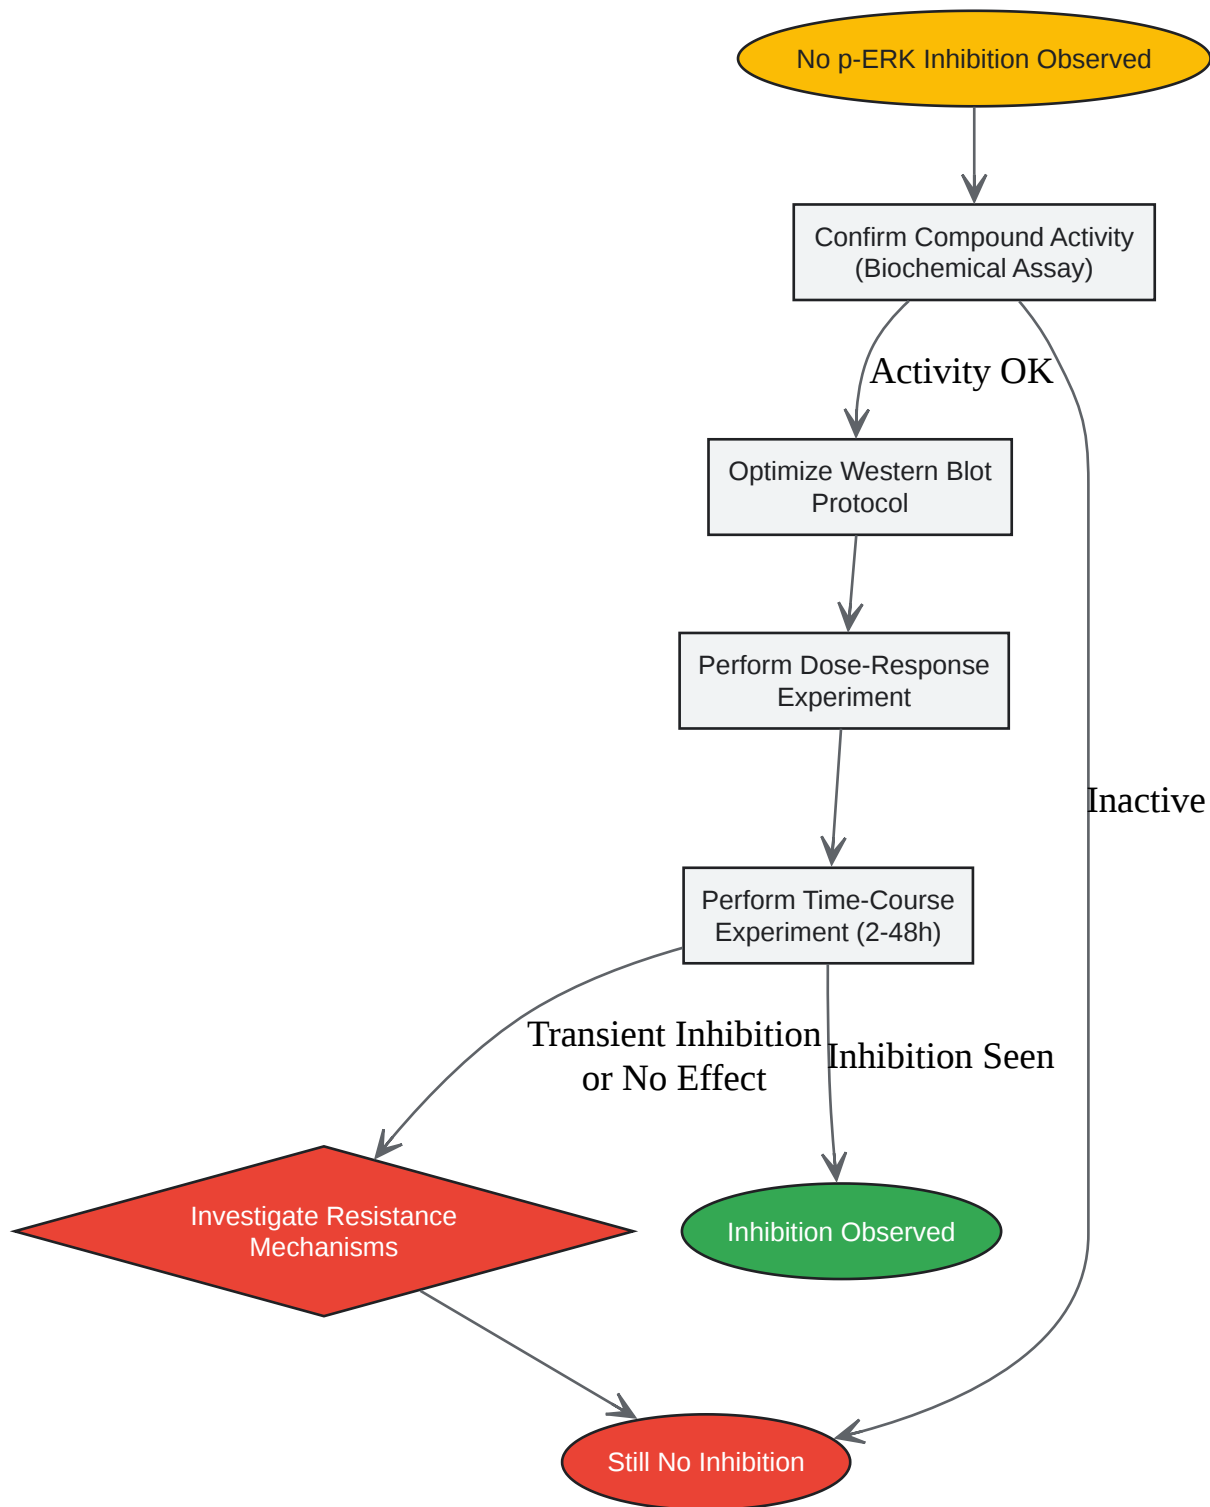 No p-ERK Inhibition Observed
Confirm Compound Activity
(Biochemical Assay)
Activity OK
Optimize Western Blot
Protocol
Perform Dose-Response
Experiment
Inactive
Perform Time-Course
Experiment (2-48h)
Transient Inhibition
or No Effect
Inhibition Seen
Investigate Resistance
Mechanisms
Inhibition Observed
Still No Inhibition